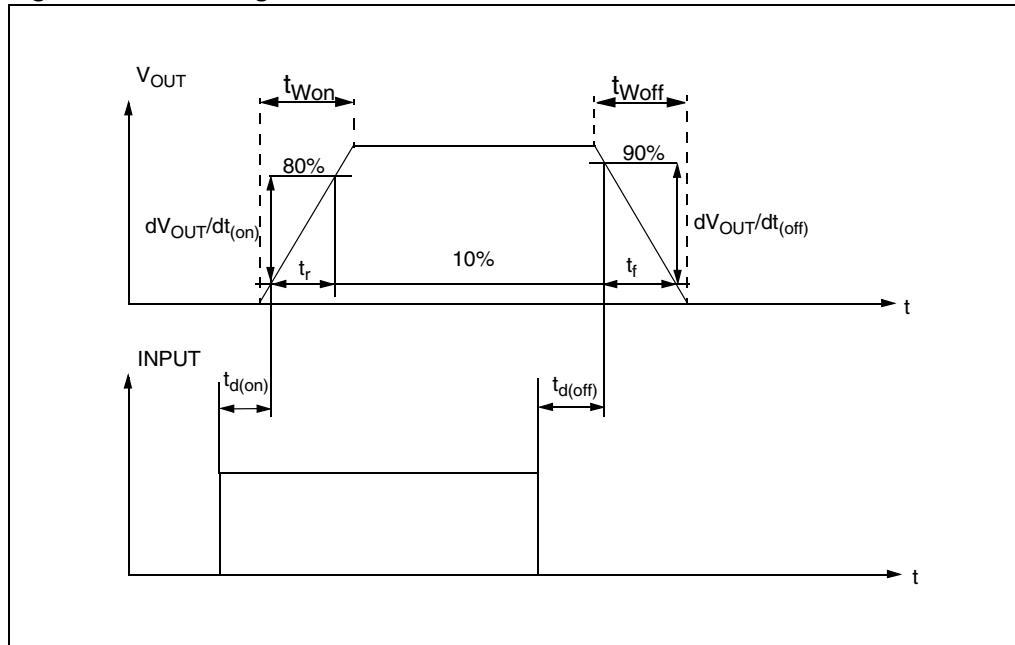 V_OUT
t_Won
t_Woff
80%
90%
dV_OUT/dt_(on)
dV_OUT/dt_(off)
10%
t_r
t_f
t
INPUT
t_d(on)
t_d(off)
t